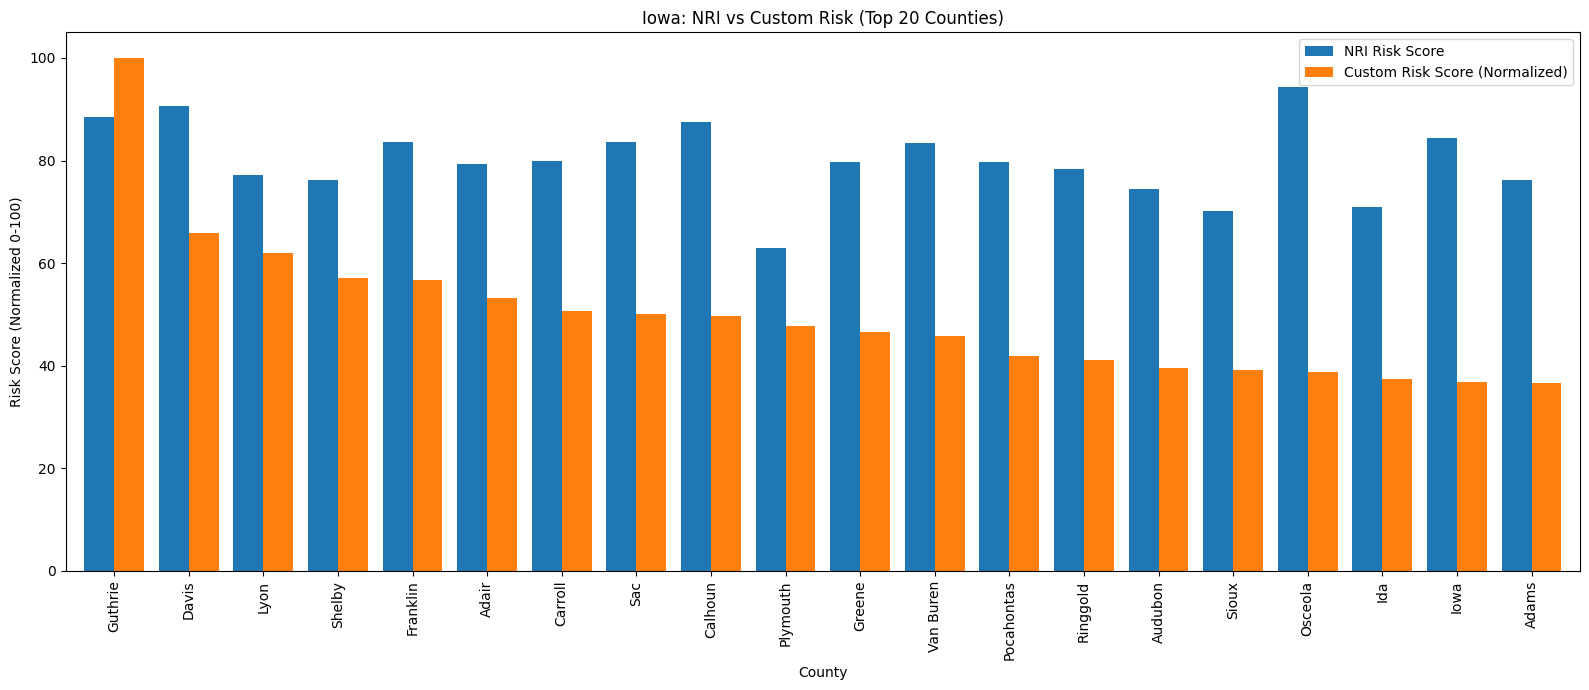 Iowa: NRI vs Custom Risk (Top 20 Counties)
NRI Risk Score
Custom Risk Score (Normalized)
Risk Score (Normalized 0-100)
100
80
60
40
20
0
Guthrie
Davis
Lyon
Shelby
Franklin
Adair
Carroll
Sac
Calhoun
Plymouth
Greene
Van Buren
Pocahontas
Ringgold
Audubon
Sioux
Osceola
Ida
Iowa
Adams
County